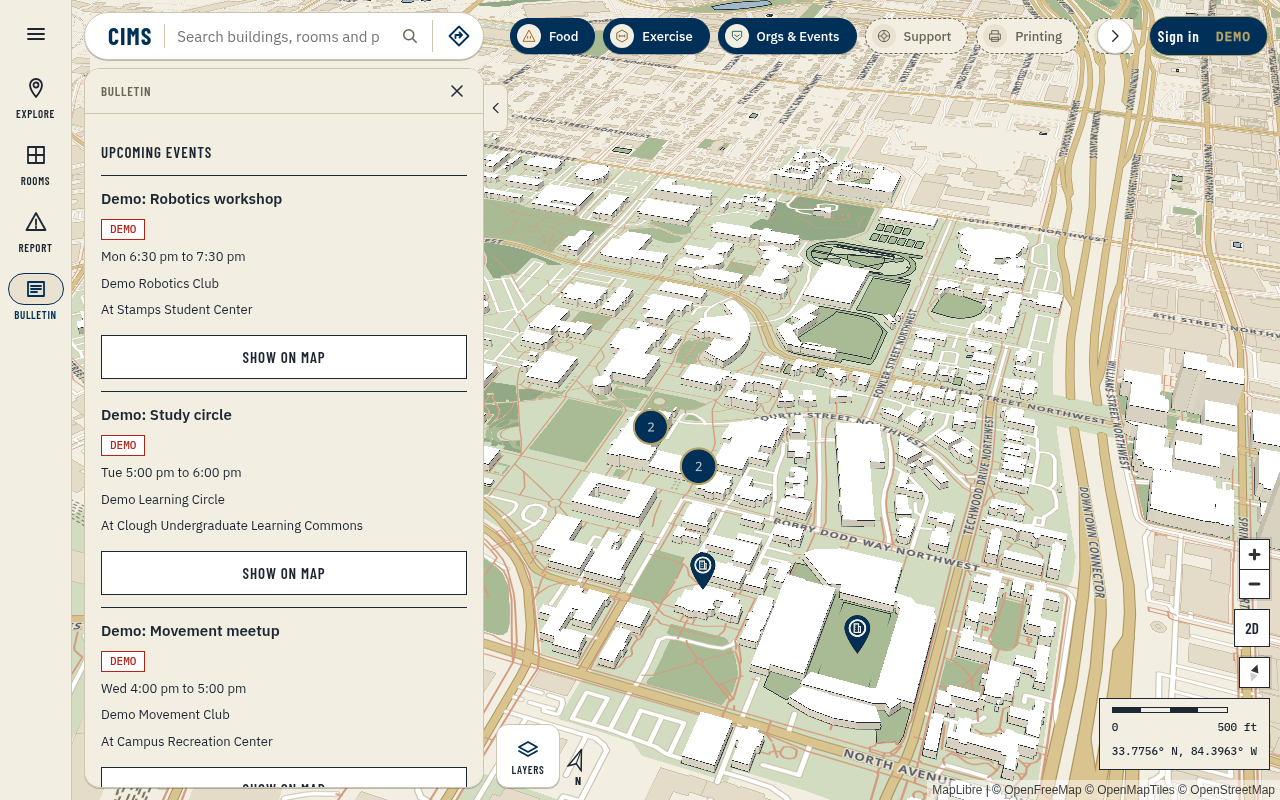 CIMS
Search buildings, rooms and p
Food
Exercise
Orgs & Events
Support
Printing
Sign in DEMO
EXPLORE
ROOMS
REPORT
BULLETIN
BULLETIN
UPCOMING EVENTS
Demo: Robotics workshop
DEMO
Mon 6:30 pm to 7:30 pm
Demo Robotics Club
At Stamps Student Center
SHOW ON MAP
Demo: Study circle
DEMO
Tue 5:00 pm to 6:00 pm
Demo Learning Circle
At Clough Undergraduate Learning Commons
SHOW ON MAP
Demo: Movement meetup
DEMO
Wed 4:00 pm to 5:00 pm
Demo Movement Club
At Campus Recreation Center
SHOW ON MAP
10TH STREET NORTHWEST
8TH STREET NORTHW
FOWLER STREET NORTHWEST
WILLIAMS STREET NORTHWEST
FOURTH STREET NORTHWEST
TECHWOOD DRIVE NORTHWEST
BOBBY DODD WAY NORTHWEST
DOWNTOWN CONNECTOR
NORTH AVENUE
2
2
LAYERS
N
2D
0 500 ft
33.7756° N, 84.3963° W
MapLibre | © OpenFreeMap © OpenMapTiles © OpenStreetMap